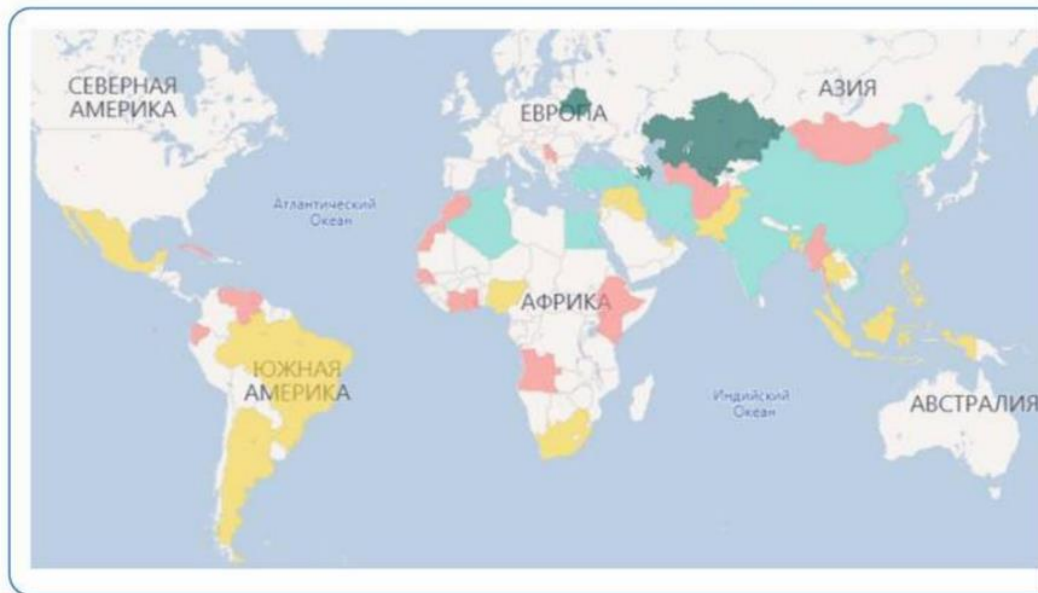 СЕВЕРНАЯ
АМЕРИКА
ЕВРОПА
АЗИЯ
Атлантический
Океан
АФРИКА
ЮЖНАЯ
АМЕРИКА
Индийский
Океан
АВСТРАЛИЯ